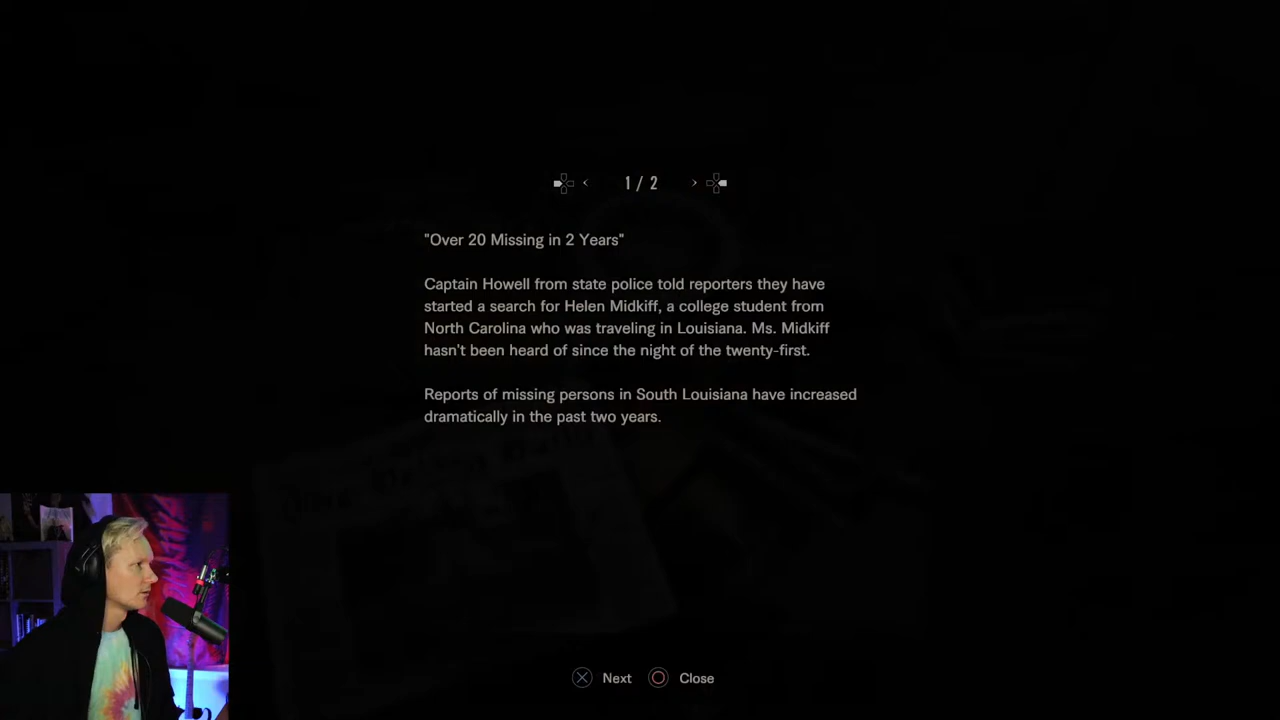 1 / 2
"Over 20 Missing in 2 Years"
Captain Howell from state police told reporters they have
started a search for Helen Midkiff, a college student from
North Carolina who was traveling in Louisiana. Ms. Midkiff
hasn't been heard of since the night of the twenty-first.
Reports of missing persons in South Louisiana have increased
dramatically in the past two years.
Next Close